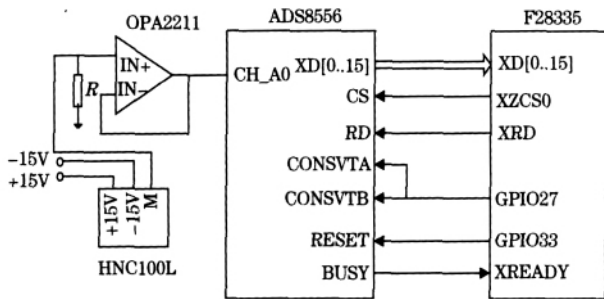 OPA2211
ADS8556
F28335
IN+
IN−
R
CH_A0
XD[0..15]
XD[0..15]
CS
XZCS0
RD
XRD
CONSVTA
CONSVTB
GPIO27
RESET
GPIO33
BUSY
XREADY
−15V
+15V
+15V
−15V
M
HNC100L